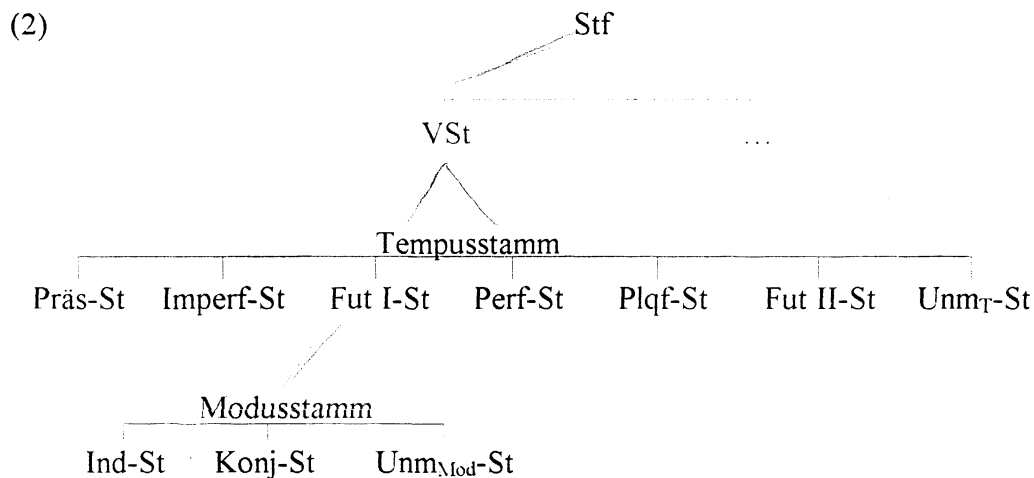 (2) Stf
VSt ...
Tempusstamm
Präs-St Imperf-St Fut I-St Perf-St Plqf-St Fut II-St Unm_T-St
Modusstamm
Ind-St Konj-St Unm_Mod-St